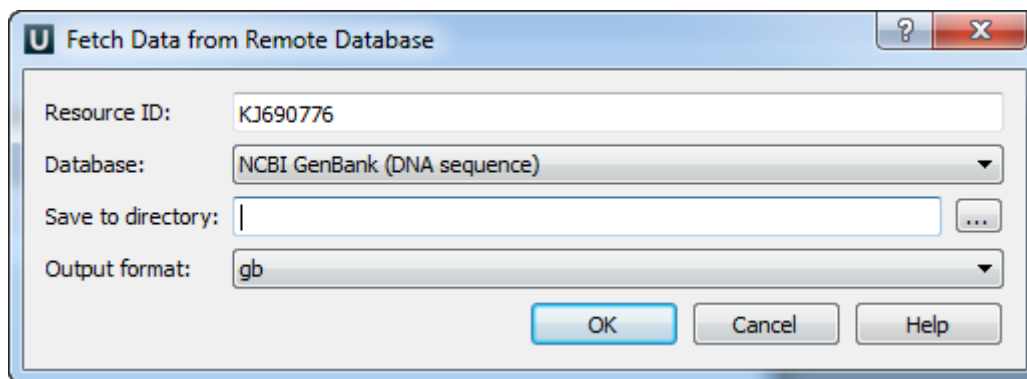 U Fetch Data from Remote Database
Resource ID: KJ690776
Database: NCBI GenBank (DNA sequence)
Save to directory: ...
Output format: gb
OK Cancel Help